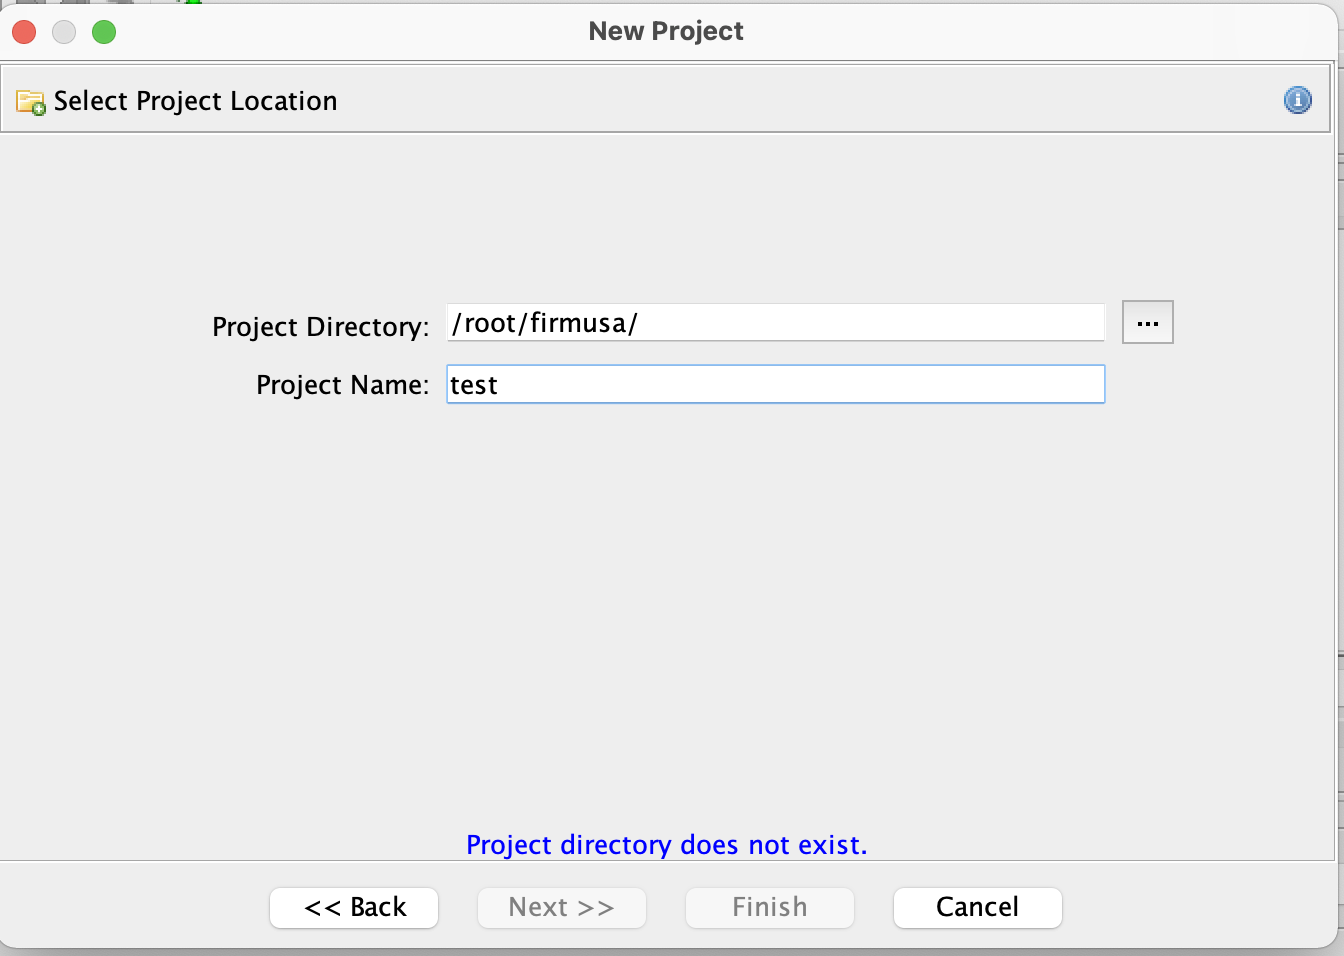 New Project
Select Project Location
Project Directory: /root/firmusa/ ...
Project Name: test
Project directory does not exist.
<< Back Next >> Finish Cancel